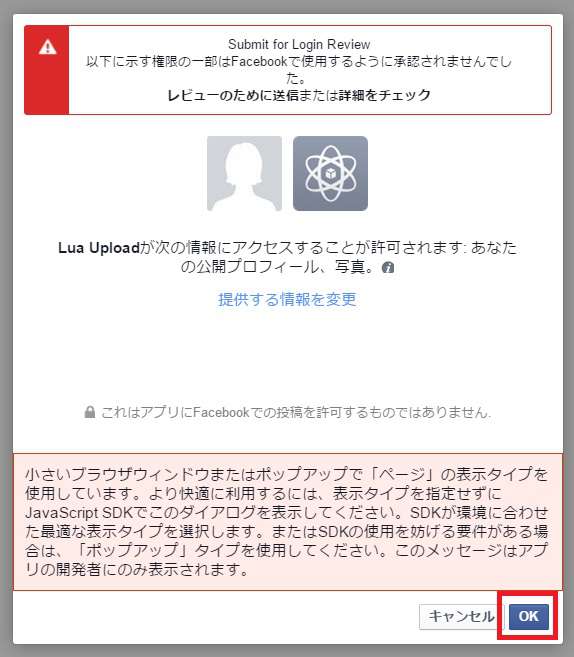 Submit for Login Review
以下に示す権限の一部はFacebookで使用するように承認されませんでし
た。
レビューのために送信または詳細をチェック
Lua Uploadが次の情報にアクセスすることが許可されます: あなた
の公開プロフィール、写真。
提供する情報を変更
これはアプリにFacebookでの投稿を許可するものではありません.
小さいブラウザウィンドウまたはポップアップで「ページ」の表示タイプを
使用しています。より快適に利用するには、表示タイプを指定せずに
JavaScript SDKでこのダイアログを表示してください。SDKが環境に合わせ
た最適な表示タイプを選択します。またはSDKの使用を妨げる要件がある場
合は、「ポップアップ」タイプを使用してください。このメッセージはアプ
リの開発者にのみ表示されます。
キャンセル OK